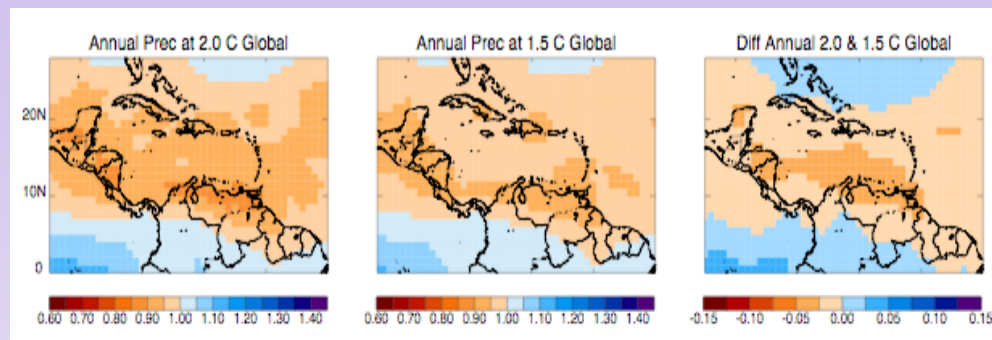 Annual Prec at 2.0 C Global
Annual Prec at 1.5 C Global
Diff Annual 2.0 & 1.5 C Global
20N
10N
0
0.60 0.70 0.80 0.90 1.00 1.10 1.20 1.30 1.40
0.60 0.70 0.80 0.90 1.00 1.10 1.20 1.30 1.40
-0.15 -0.10 -0.05 0.00 0.05 0.10 0.15